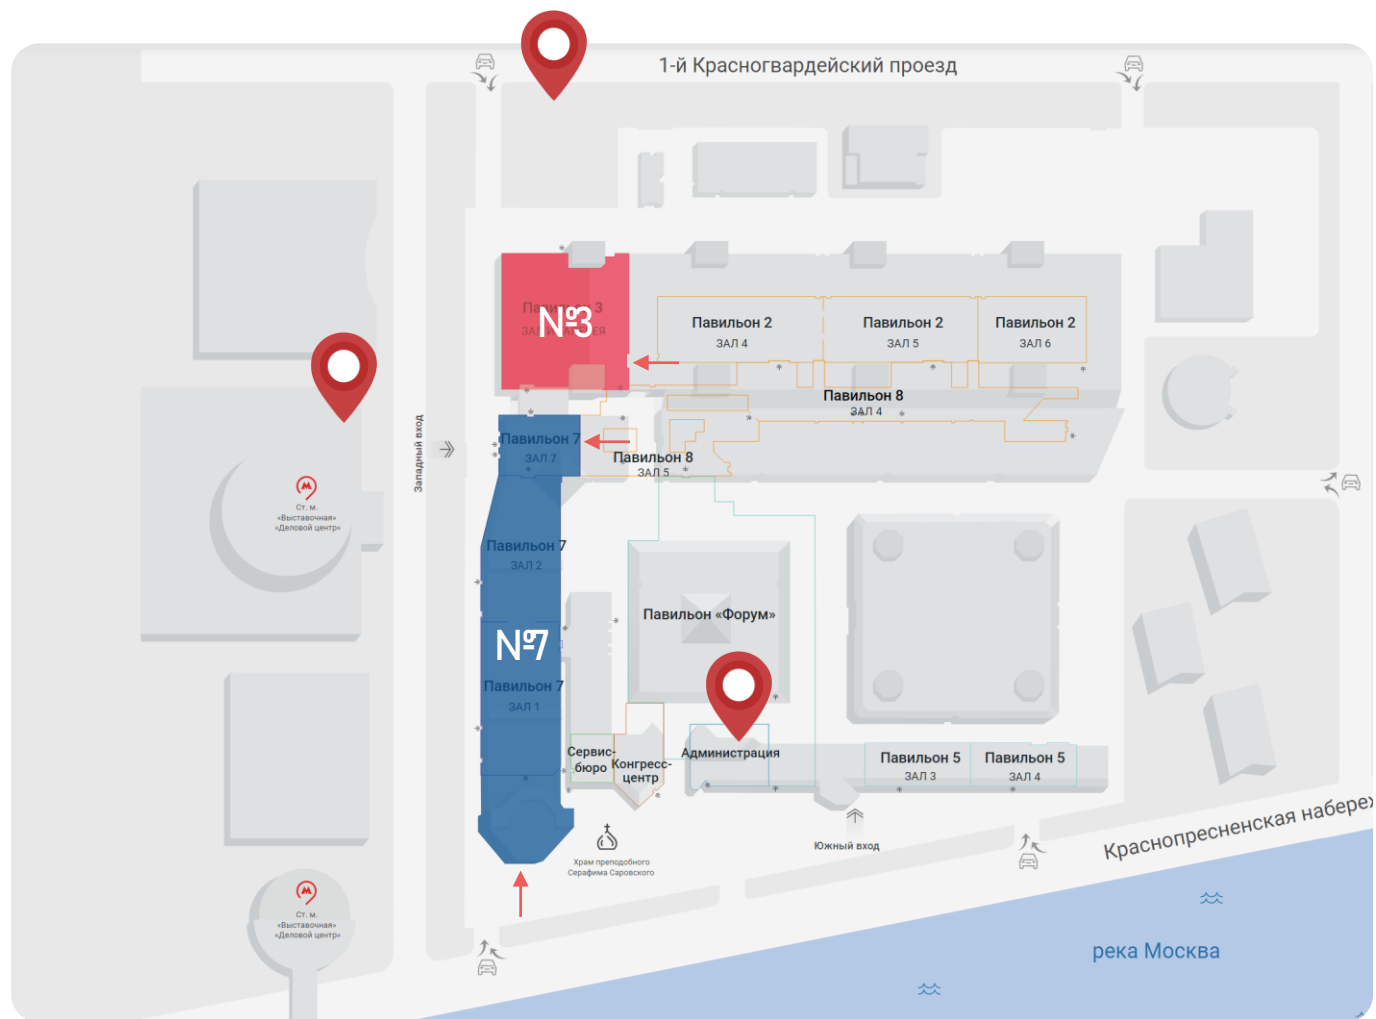 1-й Красногвардейский проезд
Павильон 3
№3
Павильон 2
ЗАЛ 4
Павильон 2
ЗАЛ 5
Павильон 2
ЗАЛ 6
Павильон 8
ЗАЛ 4
Западный вход
Павильон 7
ЗАЛ 7
Павильон 8
ЗАЛ 5
Ст. м.
«Выставочная»
«Деловой центр»
Павильон 7
ЗАЛ 2
Павильон «Форум»
№7
Павильон 7
ЗАЛ 1
Сервис-
бюро
Конгресс-
центр
Администрация
Павильон 5
ЗАЛ 3
Павильон 5
ЗАЛ 4
Южный вход
Храм преподобного
Серафима Саровского
Краснопресненская набереж
Ст. м.
«Выставочная»
«Деловой центр»
река Москва